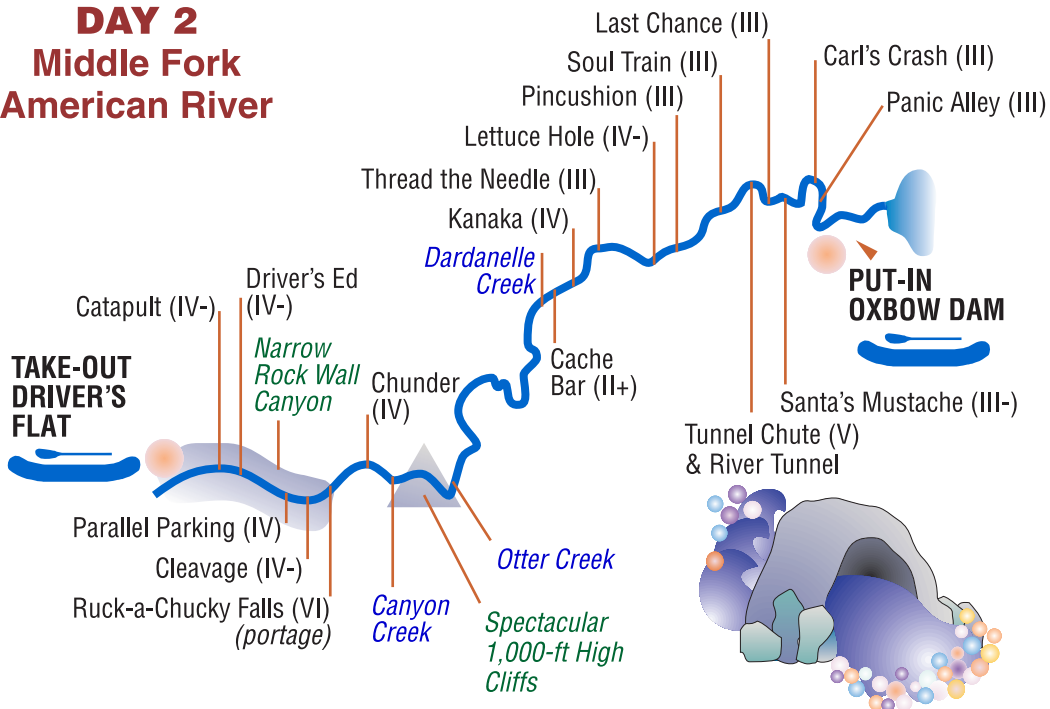 DAY 2
Middle Fork
American River
Last Chance (III)
Soul Train (III)
Carl's Crash (III)
Pincushion (III)
Panic Alley (III)
Lettuce Hole (IV-)
Thread the Needle (III)
Kanaka (IV)
Dardanelle
Creek
Driver's Ed
(IV-)
Catapult (IV-)
PUT-IN
OXBOW DAM
Narrow
Rock Wall
Canyon
TAKE-OUT
DRIVER'S
FLAT
Chunder
(IV)
Cache
Bar (II+)
Santa's Mustache (III-)
Tunnel Chute (V)
& River Tunnel
Parallel Parking (IV)
Cleavage (IV-)
Ruck-a-Chucky Falls (VI)
(portage)
Otter Creek
Canyon
Creek
Spectacular
1,000-ft High
Cliffs